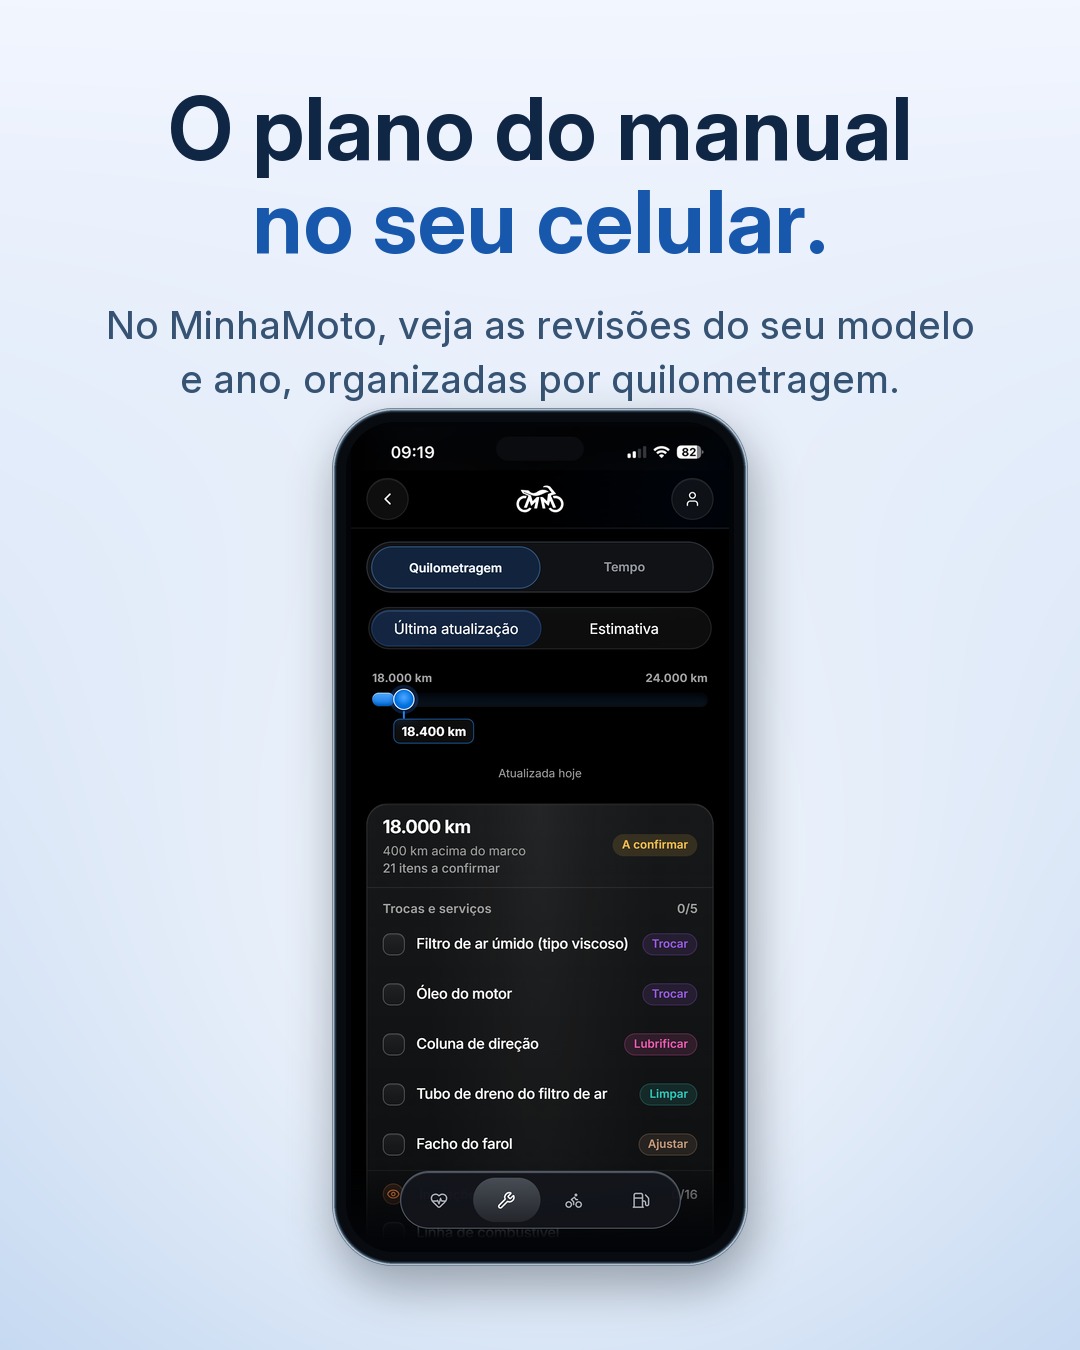 O plano do manual
no seu celular.
No MinhaMoto, veja as revisões do seu modelo
e ano, organizadas por quilometragem.
09:19
82
MM
Quilometragem
Tempo
Última atualização
Estimativa
18.000 km
24.000 km
18.400 km
Atualizada hoje
18.000 km
400 km acima do marco
21 itens a confirmar
A confirmar
Trocas e serviços
0/5
Filtro de ar úmido (tipo viscoso)
Trocar
Óleo do motor
Trocar
Coluna de direção
Lubrificar
Tubo de dreno do filtro de ar
Limpar
Facho do farol
Ajustar
/16
Linha de combustível